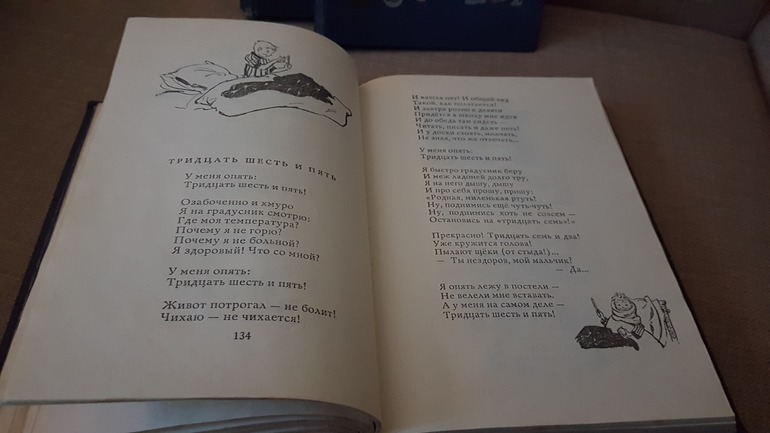 ТРИДЦАТЬ ШЕСТЬ И ПЯТЬ
У меня опять:
Тридцать шесть и пять!
Озабоченно и хмуро
Я на градусник смотрю:
Где моя температура?
Почему я не горю?
Почему я не больной?
Я здоровый! Что со мной?
У меня опять:
Тридцать шесть и пять!
Живот потрогал — не болит!
Чихаю — не чихается!
134
И кашля нет! И общий вид
Такой, как полагается!
И завтра ровно к девяти
Придётся в школу мне идти
И до обеда там сидеть —
Читать, писать и даже петь!
И у доски стоять, молчать,
Не зная, что же отвечать...
У меня опять:
Тридцать шесть и пять!
Я быстро градусник беру
И меж ладоней долго тру,
Я на него дышу, дышу
И про себя прошу, прошу:
«Родная, миленькая ртуть!
Ну, поднимись ещё чуть-чуть!
Ну, поднимись хоть не совсем —
Остановись на «тридцать семь»!
Прекрасно! Тридцать семь и два!
Уже кружится голова!
Пылают щёки (от стыда!)...
— Ты нездоров, мой мальчик?
— Да...
Я опять лежу в постели —
Не велели мне вставать,
А у меня на самом деле —
Тридцать шесть и пять!